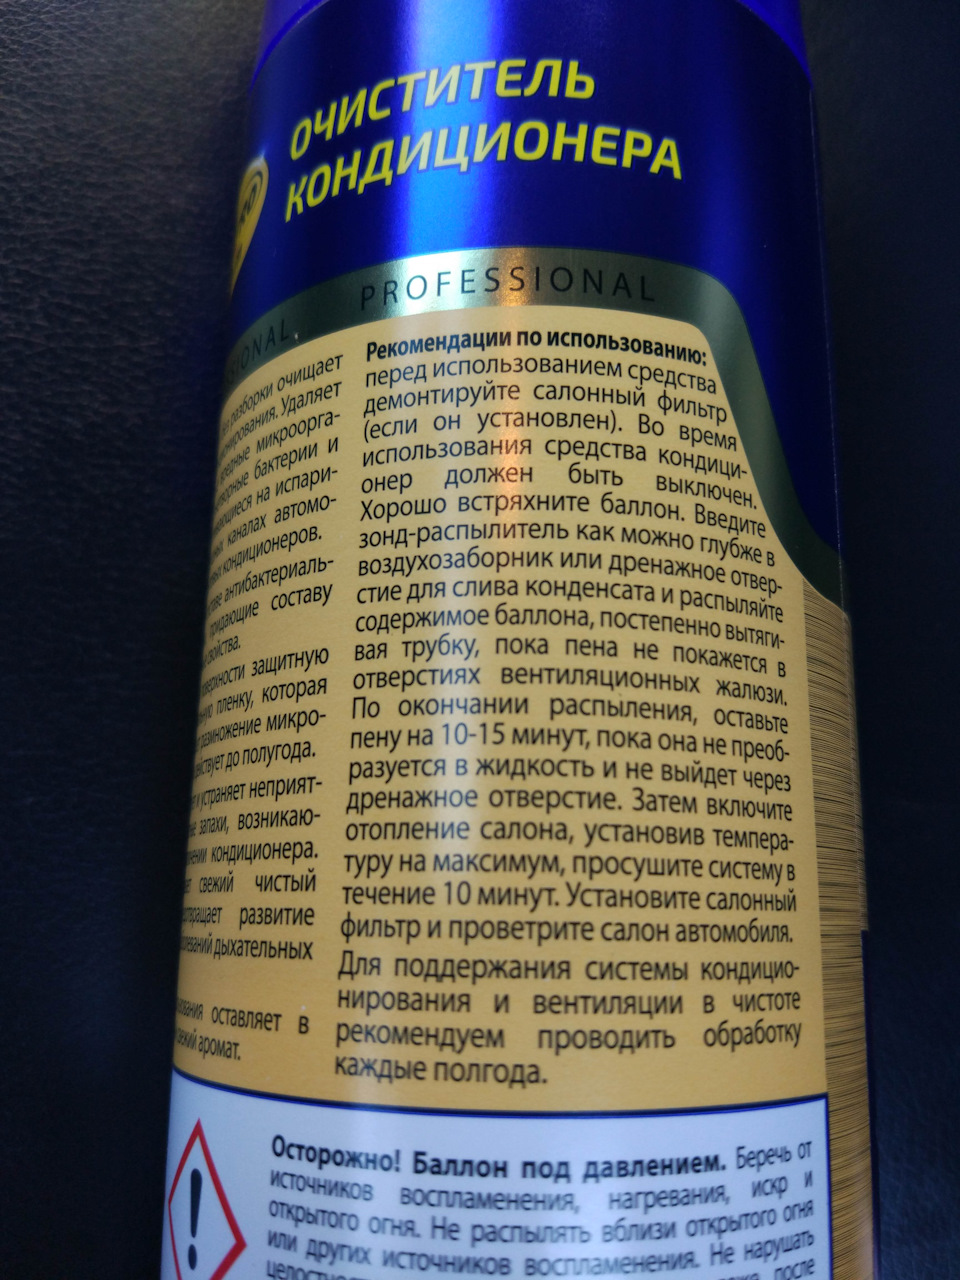 ОЧИСТИТЕЛЬ
КОНДИЦИОНЕРА
PROFESSIONAL
разборки очищает
Удаляет
микроорга-
бактерии и
на испари-
каналах автомо-
кондиционеров.
антибактериаль-
составу
свойства.
защитную
пленку, которая
размножение микро-
до полугода.
и устраняет неприят-
запахи, возникаю-
кондиционера.
свежий чистый
развитие
дыхательных
оставляет в
аромат.
Рекомендации по использованию:
перед использованием средства
демонтируйте салонный фильтр
(если он установлен). Во время
использования средства кондици-
онер должен быть выключен.
Хорошо встряхните баллон. Введите
зонд-распылитель как можно глубже в
воздухозаборник или дренажное отвер-
стие для слива конденсата и распыляйте
содержимое баллона, постепенно вытяги-
вая трубку, пока пена не покажется в
отверстиях вентиляционных жалюзи.
По окончании распыления, оставьте
пену на 10-15 минут, пока она не преоб-
разуется в жидкость и не выйдет через
дренажное отверстие. Затем включите
отопление салона, установив темпера-
туру на максимум, просушите систему в
течение 10 минут. Установите салонный
фильтр и проветрите салон автомобиля.
Для поддержания системы кондицио-
нирования и вентиляции в чистоте
рекомендуем проводить обработку
каждые полгода.
Осторожно! Баллон под давлением. Беречь от
источников воспламенения, нагревания, искр и
открытого огня. Не распылять вблизи открытого огня
или других источников воспламенения. Не нарушать
после